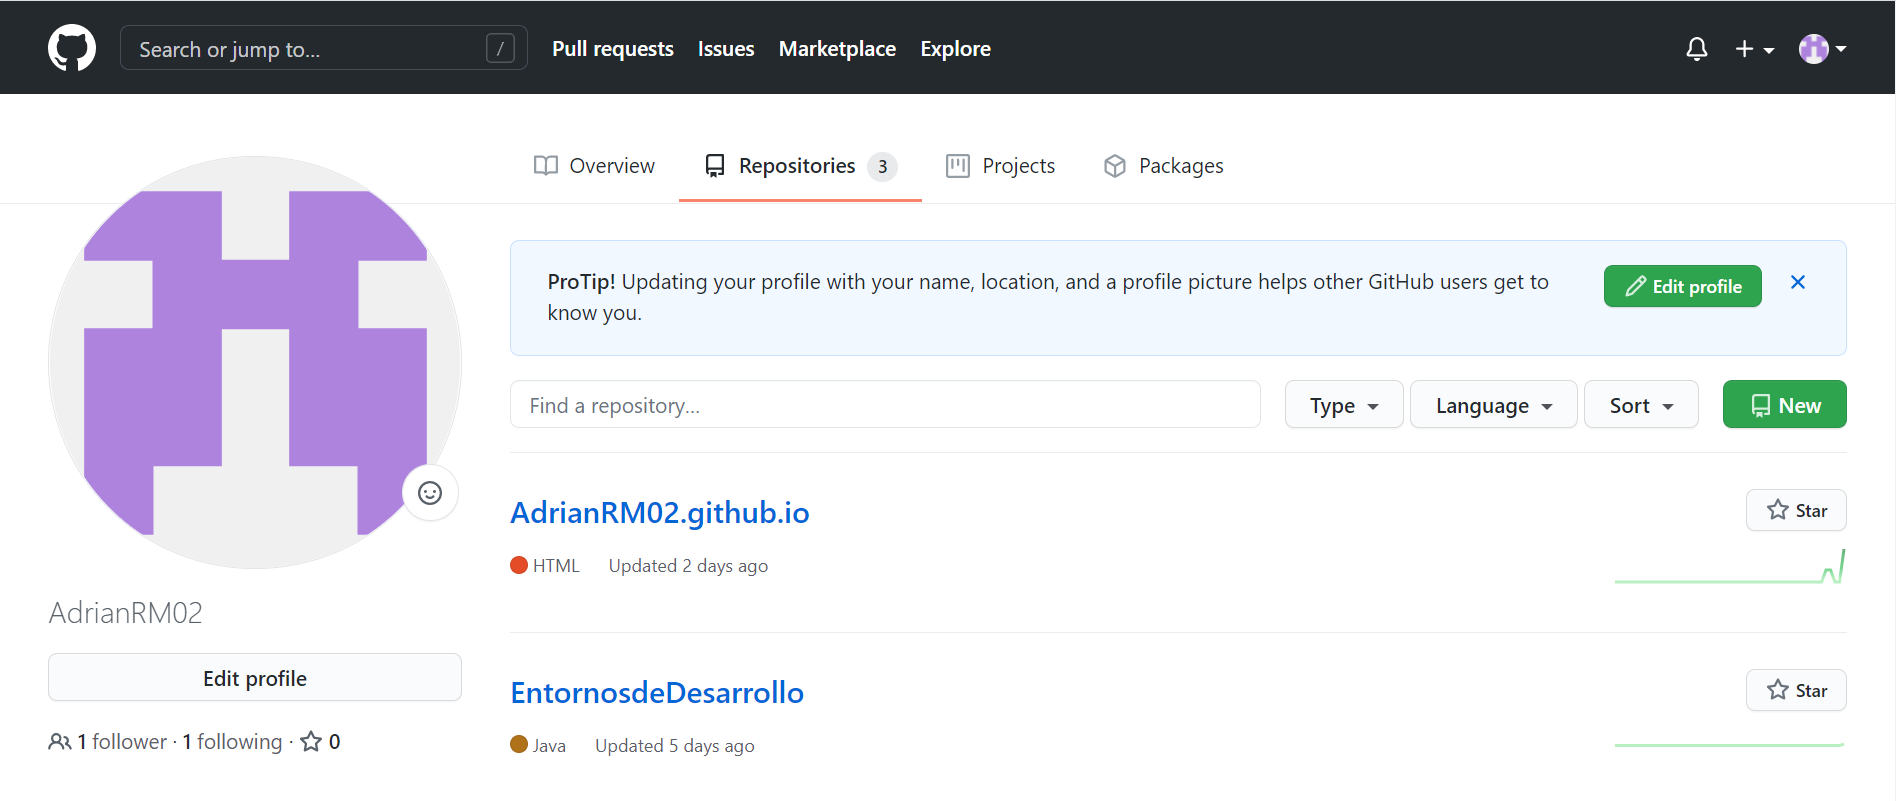 Search or jump to... /
Pull requests Issues Marketplace Explore
Overview Repositories 3 Projects Packages
ProTip! Updating your profile with your name, location, and a profile picture helps other GitHub users get to
know you.
Edit profile
Find a repository...
Type Language Sort New
AdrianRM02.github.io
Star
HTML Updated 2 days ago
AdrianRM02
Edit profile
1 follower · 1 following · 0
EntornosdeDesarrollo
Star
Java Updated 5 days ago